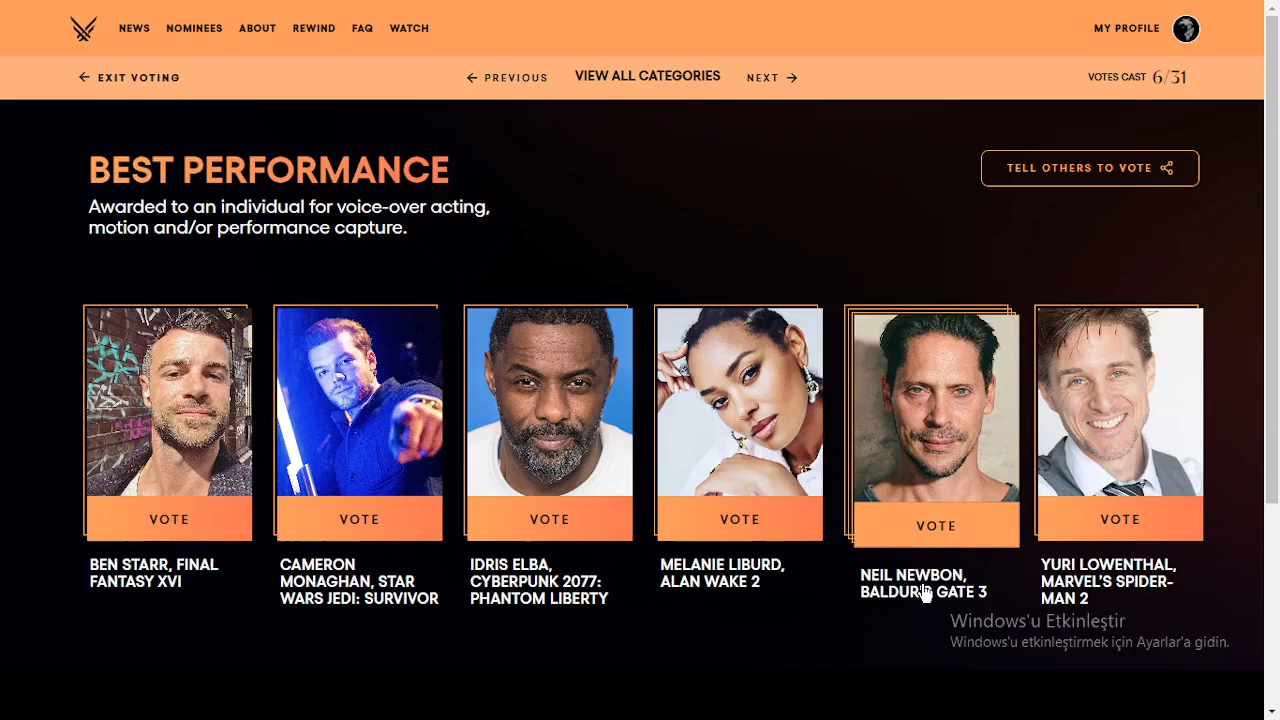 NEWS NOMINEES ABOUT REWIND FAQ WATCH MY PROFILE
EXIT VOTING PREVIOUS VIEW ALL CATEGORIES NEXT VOTES CAST 6/31
BEST PERFORMANCE
TELL OTHERS TO VOTE
Awarded to an individual for voice-over acting,
motion and/or performance capture.
VOTE VOTE VOTE VOTE VOTE VOTE
BEN STARR, FINAL
FANTASY XVI
CAMERON
MONAGHAN, STAR
WARS JEDI: SURVIVOR
IDRIS ELBA,
CYBERPUNK 2077:
PHANTOM LIBERTY
MELANIE LIBURD,
ALAN WAKE 2
NEIL NEWBON,
BALDURS GATE 3
YURI LOWENTHAL,
MARVEL'S SPIDER-
MAN 2
Windows'u Etkinleştir
Windows'u etkinleştirmek için Ayarlar'a gidin.